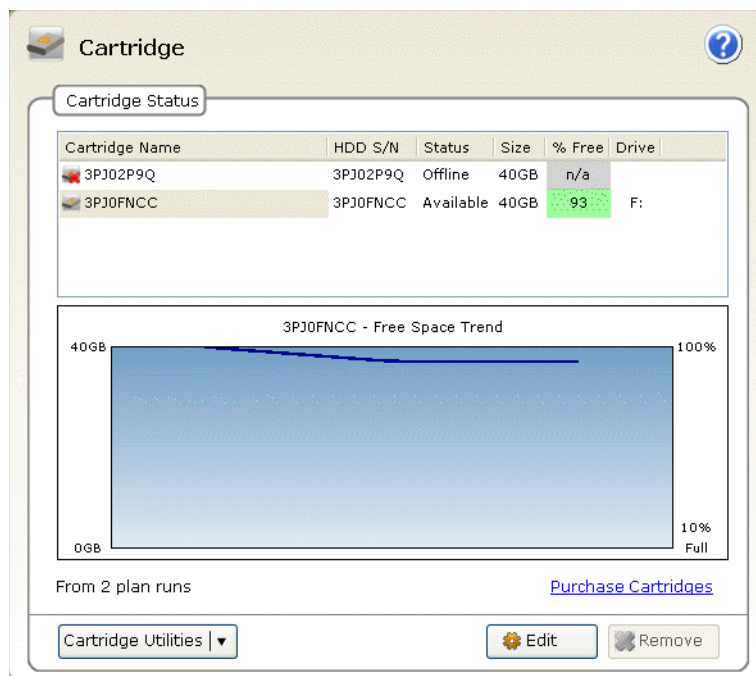 Cartridge
?
Cartridge Status
Cartridge Name HDD S/N Status Size % Free Drive
3PJ02P9Q 3PJ02P9Q Offline 40GB n/a
3PJ0FNCC 3PJ0FNCC Available 40GB 93 F:
3PJ0FNCC - Free Space Trend
40GB 100%
10%
0GB Full
From 2 plan runs Purchase Cartridges
Cartridge Utilities Edit Remove